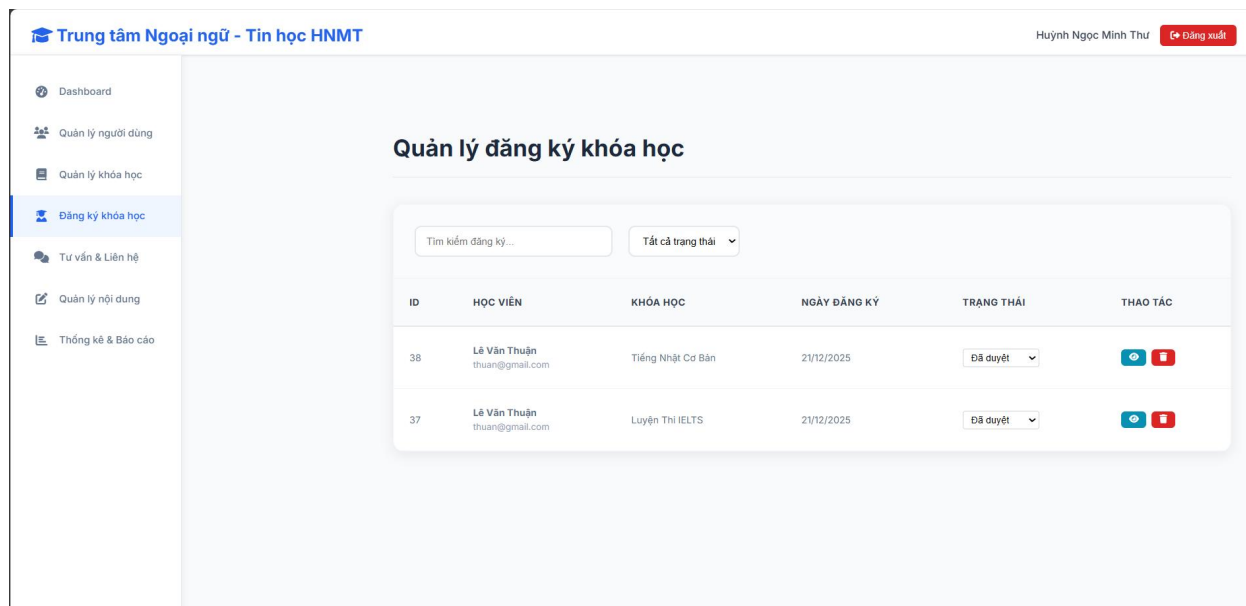 Trung tâm Ngoại ngữ - Tin học HNMT
Huỳnh Ngọc Minh Thư
Đăng xuất
Dashboard
Quản lý người dùng
Quản lý khóa học
Đăng ký khóa học
Tư vấn & Liên hệ
Quản lý nội dung
Thống kê & Báo cáo
Quản lý đăng ký khóa học
Tìm kiếm đăng ký...
Tất cả trạng thái
ID HỌC VIÊN KHÓA HỌC NGÀY ĐĂNG KÝ TRẠNG THÁI THAO TÁC
38 Lê Văn Thuận Tiếng Nhật Cơ Bản 21/12/2025 Đã duyệt
thuan@gmail.com
37 Lê Văn Thuận Luyện Thi IELTS 21/12/2025 Đã duyệt
thuan@gmail.com